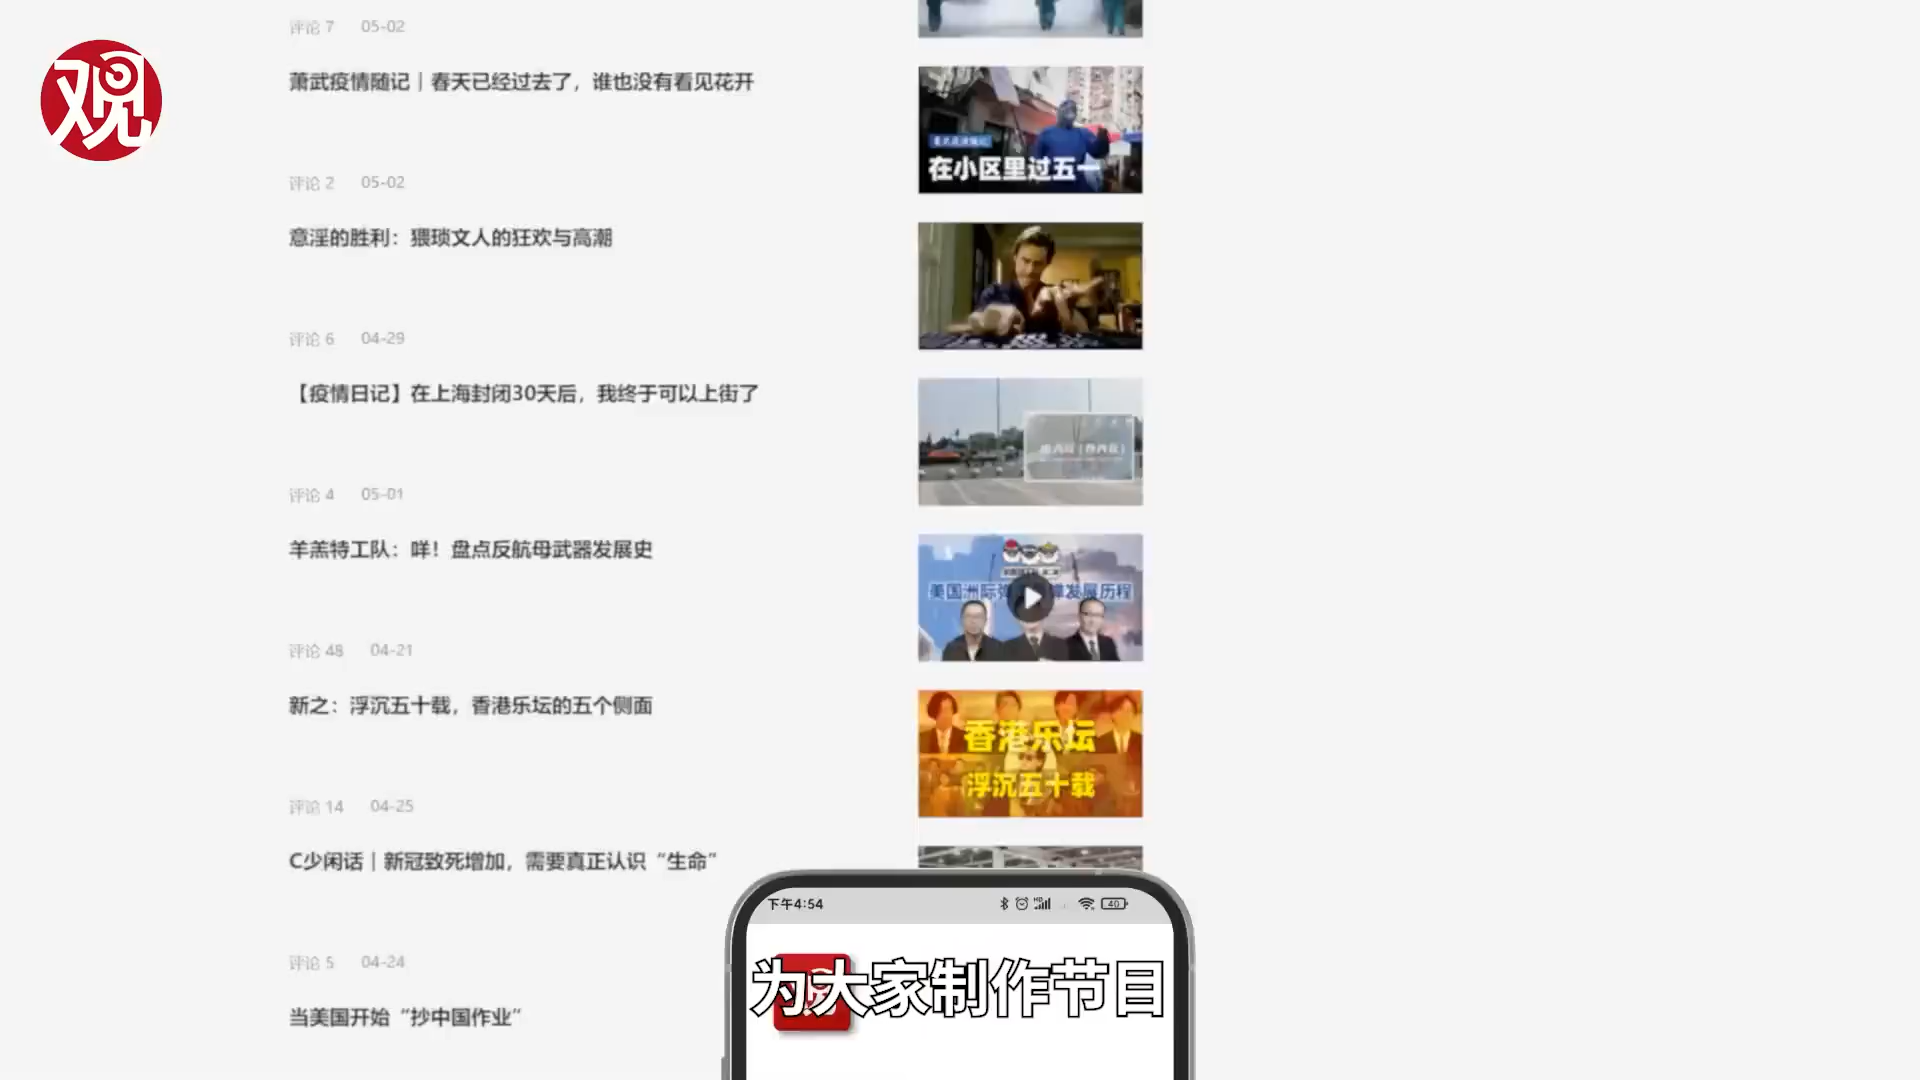 观
评论 7 05-02
萧武疫情随记｜春天已经过去了，谁也没有看见花开
在小区里过五一
评论 2 05-02
意淫的胜利：猥琐文人的狂欢与高潮
评论 6 04-29
【疫情日记】在上海封闭30天后，我终于可以上街了
评论 4 05-01
羊羔特工队：咩！盘点反航母武器发展史
美国洲际弹 弹发展历程
评论 48 04-21
新之：浮沉五十载，香港乐坛的五个侧面
香港乐坛
浮沉五十载
评论 14 04-25
C少闲话｜新冠致死增加，需要真正认识“生命”
下午4:54
40
评论 5 04-24
为大家制作节目
当美国开始“抄中国作业”